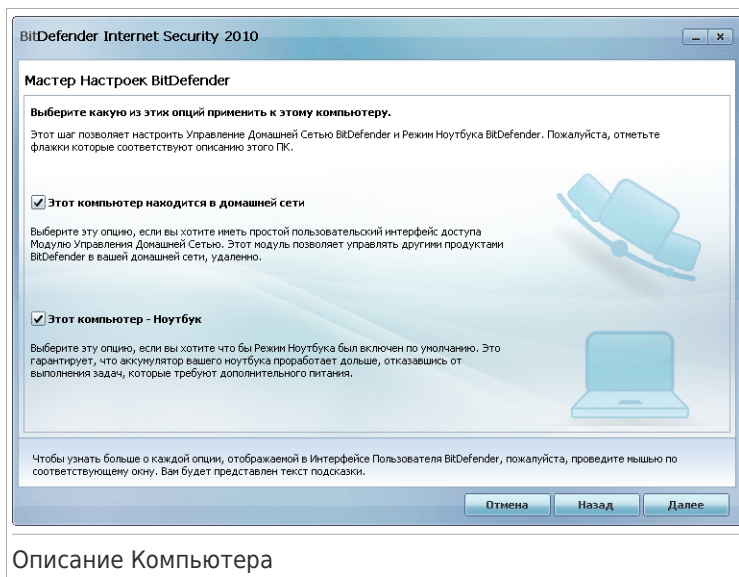 BitDefender Internet Security 2010
Мастер Настроек BitDefender
Выберите какую из этих опций применить к этому компьютеру.
Этот шаг позволяет настроить Управление Домашней Сетью BitDefender и Режим Ноутбука BitDefender. Пожалуйста, отметьте
флажки которые соответствуют описанию этого ПК.
Этот компьютер находится в домашней сети
Выберите эту опцию, если вы хотите иметь простой пользовательский интерфейс доступа
Модулю Управления Домашней Сетью. Этот модуль позволяет управлять другими продуктами
BitDefender в вашей домашней сети, удаленно.
Этот компьютер - Ноутбук
Выберите эту опцию, если вы хотите что бы Режим Ноутбука был включен по умолчанию. Это
гарантирует, что аккумулятор вашего ноутбука проработает дольше, отказавшись от
выполнения задач, которые требуют дополнительного питания.
Чтобы узнать больше о каждой опции, отображаемой в Интерфейсе Пользователя BitDefender, пожалуйста, проведите мышью по
соответствующему окну. Вам будет представлен текст подсказки.
Отмена Назад Далее
Описание Компьютера